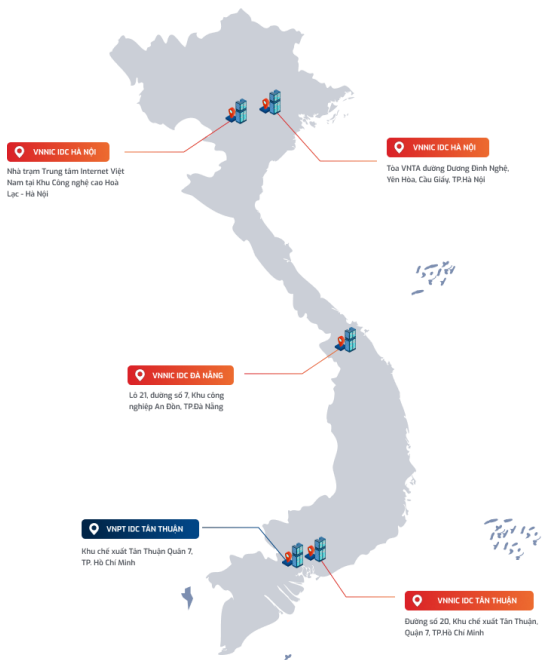 VNNIC IDC HÀ NỘI
Nhà trạm Trung tâm Internet Việt
Nam tại Khu Công nghệ cao Hoà
Lạc - Hà Nội
VNNIC IDC HÀ NỘI
Tòa VNTA đường Dương Đình Nghệ,
Yên Hòa, Cầu Giấy, TP.Hà Nội
VNNIC IDC ĐÀ NẴNG
Lô 21, đường số 7, Khu công
nghiệp An Đồn, TP.Đà Nẵng
VNPT IDC TÂN THUẬN
Khu chế xuất Tân Thuận Quận 7,
TP. Hồ Chí Minh
VNNIC IDC TÂN THUẬN
Đường số 20, Khu chế xuất Tân Thuận,
Quận 7, TP.Hồ Chí Minh